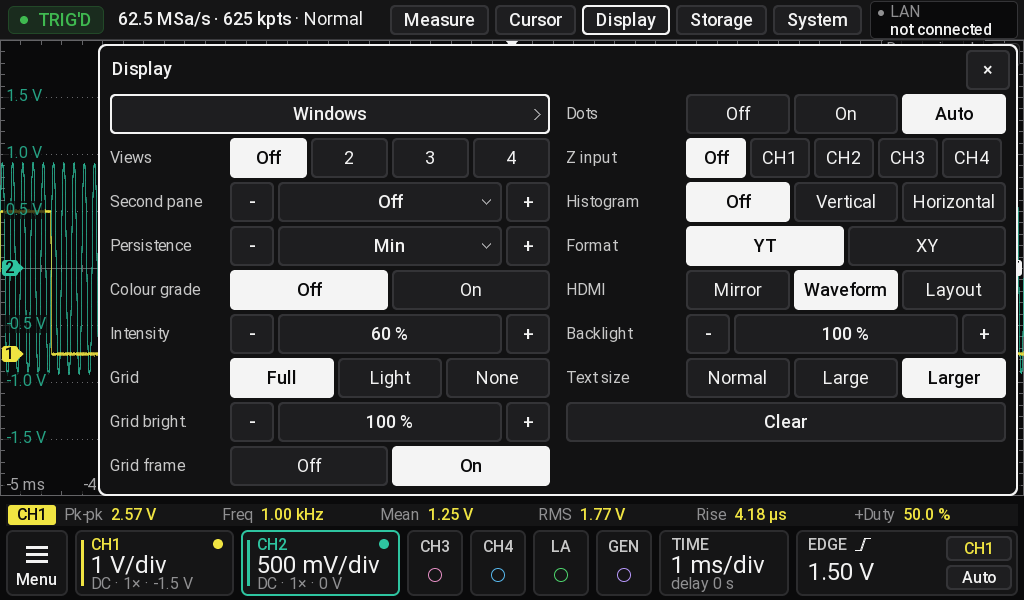 TRIG'D
62.5 MSa/s · 625 kpts · Normal
Measure
Cursor
Display
Storage
System
LAN
not connected
Display
×
Windows
Views
Off
2
3
4
Second pane
-
Off
+
Persistence
-
Min
+
Colour grade
Off
On
Intensity
-
60 %
+
Grid
Full
Light
None
Grid bright
-
100 %
+
Grid frame
Off
On
Dots
Off
On
Auto
Z input
Off
CH1
CH2
CH3
CH4
Histogram
Off
Vertical
Horizontal
Format
YT
XY
HDMI
Mirror
Waveform
Layout
Backlight
-
100 %
+
Text size
Normal
Large
Larger
Clear
1.5 V
1.0 V
0.5 V
2
-0.5 V
1
-1.0 V
-1.5 V
-5 ms
-4
CH1
Pk-pk 2.57 V
Freq 1.00 kHz
Mean 1.25 V
RMS 1.77 V
Rise 4.18 µs
+Duty 50.0 %
Menu
CH1
1 V/div
DC · 1× · -1.5 V
CH2
500 mV/div
DC · 1× · 0 V
CH3
CH4
LA
GEN
TIME
1 ms/div
delay 0 s
EDGE
1.50 V
CH1
Auto